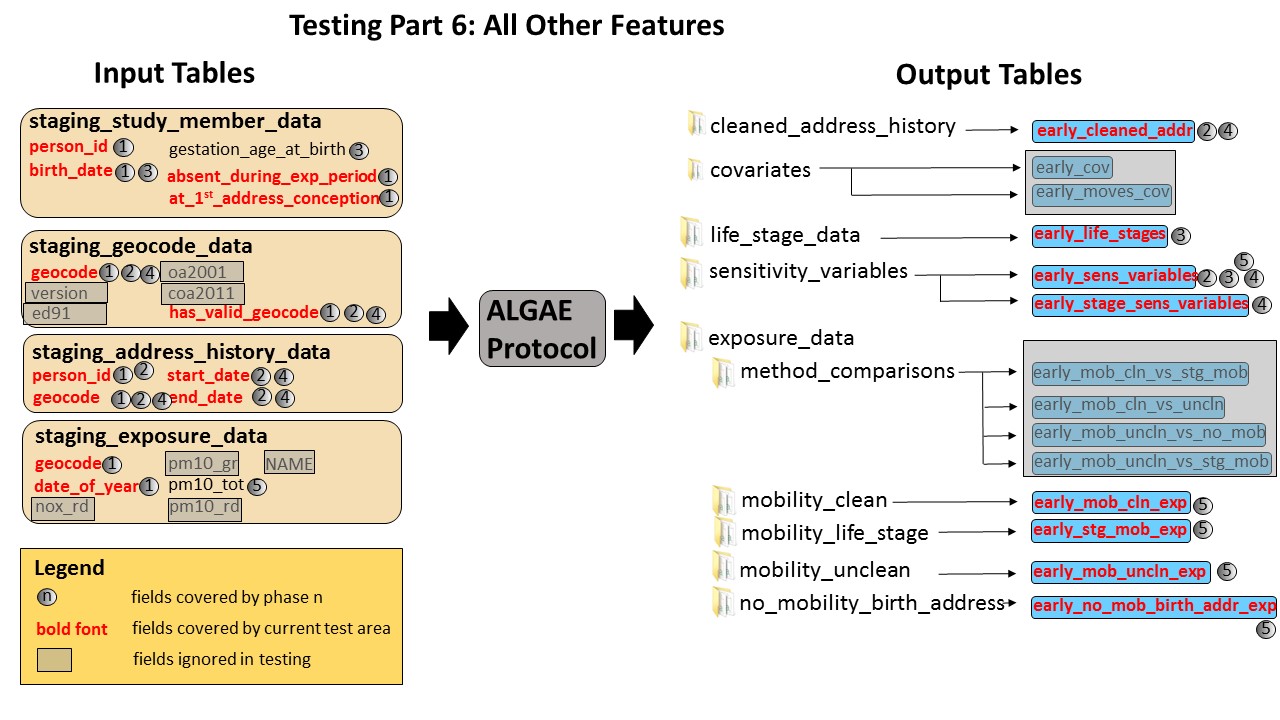 Testing Part 6: All Other Features
Input Tables
staging_study_member_data
person_id 1
gestation_age_at_birth 3
birth_date 1 3
absent_during_exp_period 1
at_1st_address_conception 1
staging_geocode_data
geocode 1 2 4 oa2001
version coa2011
ed91 has_valid_geocode 1 2 4
staging_address_history_data
person_id 1 2 start_date 2 4
geocode 1 2 4 end_date 2 4
staging_exposure_data
geocode 1 pm10_gr NAME
date_of_year 1 pm10_tot 5
nox_rd pm10_rd
Legend
n fields covered by phase n
bold font fields covered by current test area
fields ignored in testing
ALGAE
Protocol
Output Tables
cleaned_address_history early_cleaned_addr 2 4
covariates early_cov
early_moves_cov
life_stage_data early_life_stages 3
sensitivity_variables early_sens_variables 2 3 4 5
early_stage_sens_variables 4
exposure_data
method_comparisons early_mob_cln_vs_stg_mob
early_mob_cln_vs_uncln
early_mob_uncln_vs_no_mob
early_mob_uncln_vs_stg_mob
mobility_clean early_mob_cln_exp 5
mobility_life_stage early_stg_mob_exp 5
mobility_unclean early_mob_uncln_exp 5
no_mobility_birth_address early_no_mob_birth_addr_exp
5